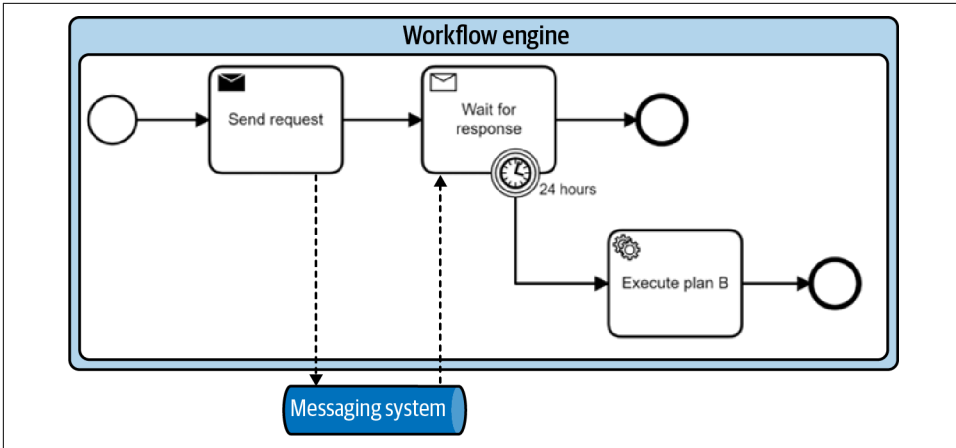 Workflow engine
Send request
Wait for
response
24 hours
Execute plan B
Messaging system